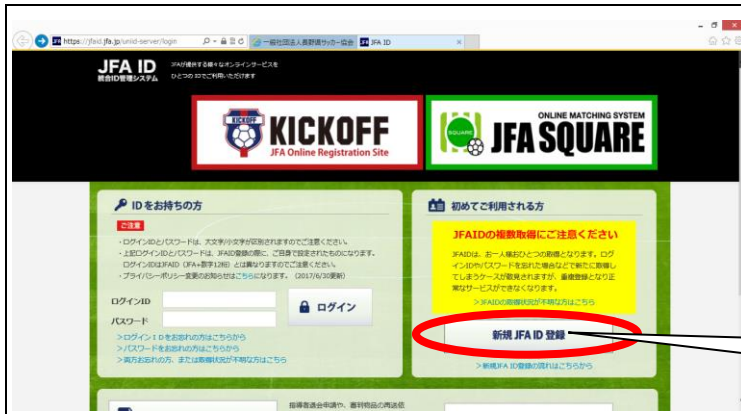 https://jfaid.jfa.jp/uniid-server/login
一般社団法人長野県サッカー協会
JFA ID
JFA ID
統合ID管理システム
JFAが提供する様々なオンラインサービスを
ひとつのIDでご利用いただけます
KICKOFF
KICKOFF
JFA Online Registration Site
SQUARE
ONLINE MATCHING SYSTEM
JFA SQUARE
IDをお持ちの方
ご注意
・ログインIDとパスワードは、大文字/小文字が区別されますのでご注意ください。
・上記ログインIDとパスワードは、JFAID登録の際に、ご自身で設定されたものになります。
ログインIDはJFAID（JFA+数字12桁）とは異なりますのでご注意ください。
・プライバシーポリシー変更のお知らせはこちらになります。（2017/6/30更新）
ログインID
パスワード
ログイン
>ログインIDをお忘れの方はこちらから
>パスワードをお忘れの方はこちらから
>両方お忘れの方、または取得状況が不明な方はこちら
初めてご利用される方
JFAIDの複数取得にご注意ください
JFAIDは、お一人様おひとつの取得となります。ログ
インIDやパスワードを忘れた場合などで新たに取得し
てしまうケースが散見されますが、重複登録となり正
常なサービスができなくなります。
>JFAIDの取得状況が不明な方はこちら
新規 JFA ID 登録
>新規JFA ID登録の流れはこちらから
指導者退会申請や、審判物品の再送信